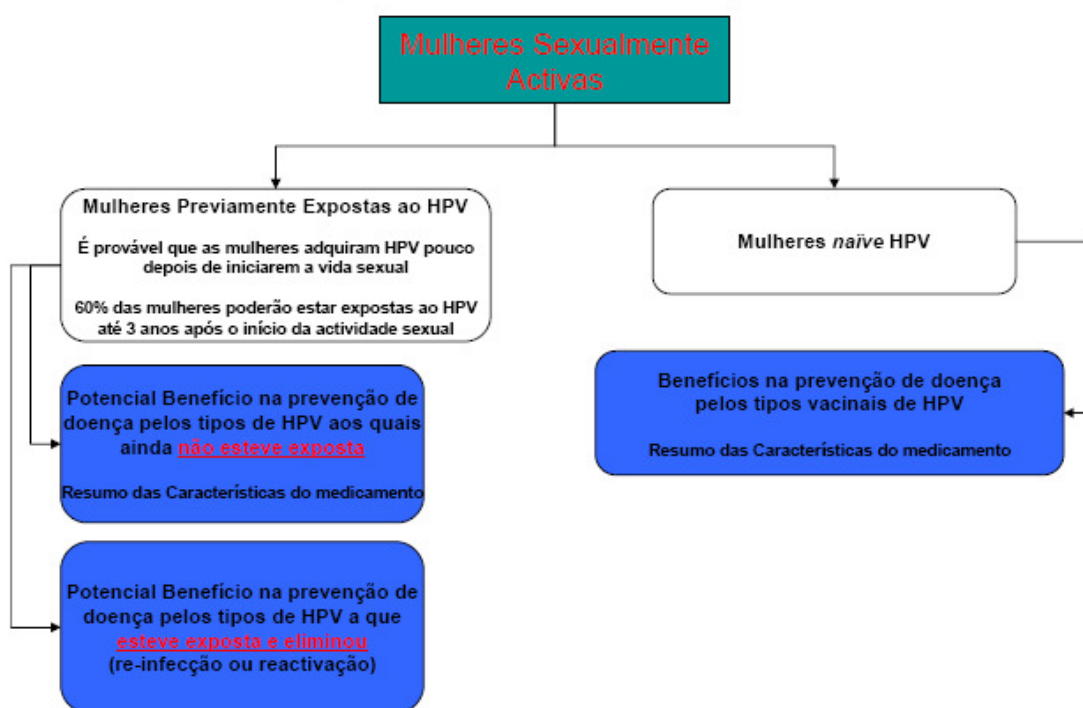 Mulheres Sexualmente
Activas
Mulheres Previamente Expostas ao HPV
É provável que as mulheres adquiram HPV pouco
depois de iniciarem a vida sexual
60% das mulheres poderão estar expostas ao HPV
até 3 anos após o início da actividade sexual
Mulheres naïve HPV
Potencial Benefício na prevenção de
doença pelos tipos de HPV aos quais
ainda não esteve exposta
Resumo das Características do medicamento
Benefícios na prevenção de doença
pelos tipos vacinais de HPV
Resumo das Características do medicamento
Potencial Benefício na prevenção de
doença pelos tipos de HPV a que
esteve exposta e eliminou
(re-infecção ou reactivação)